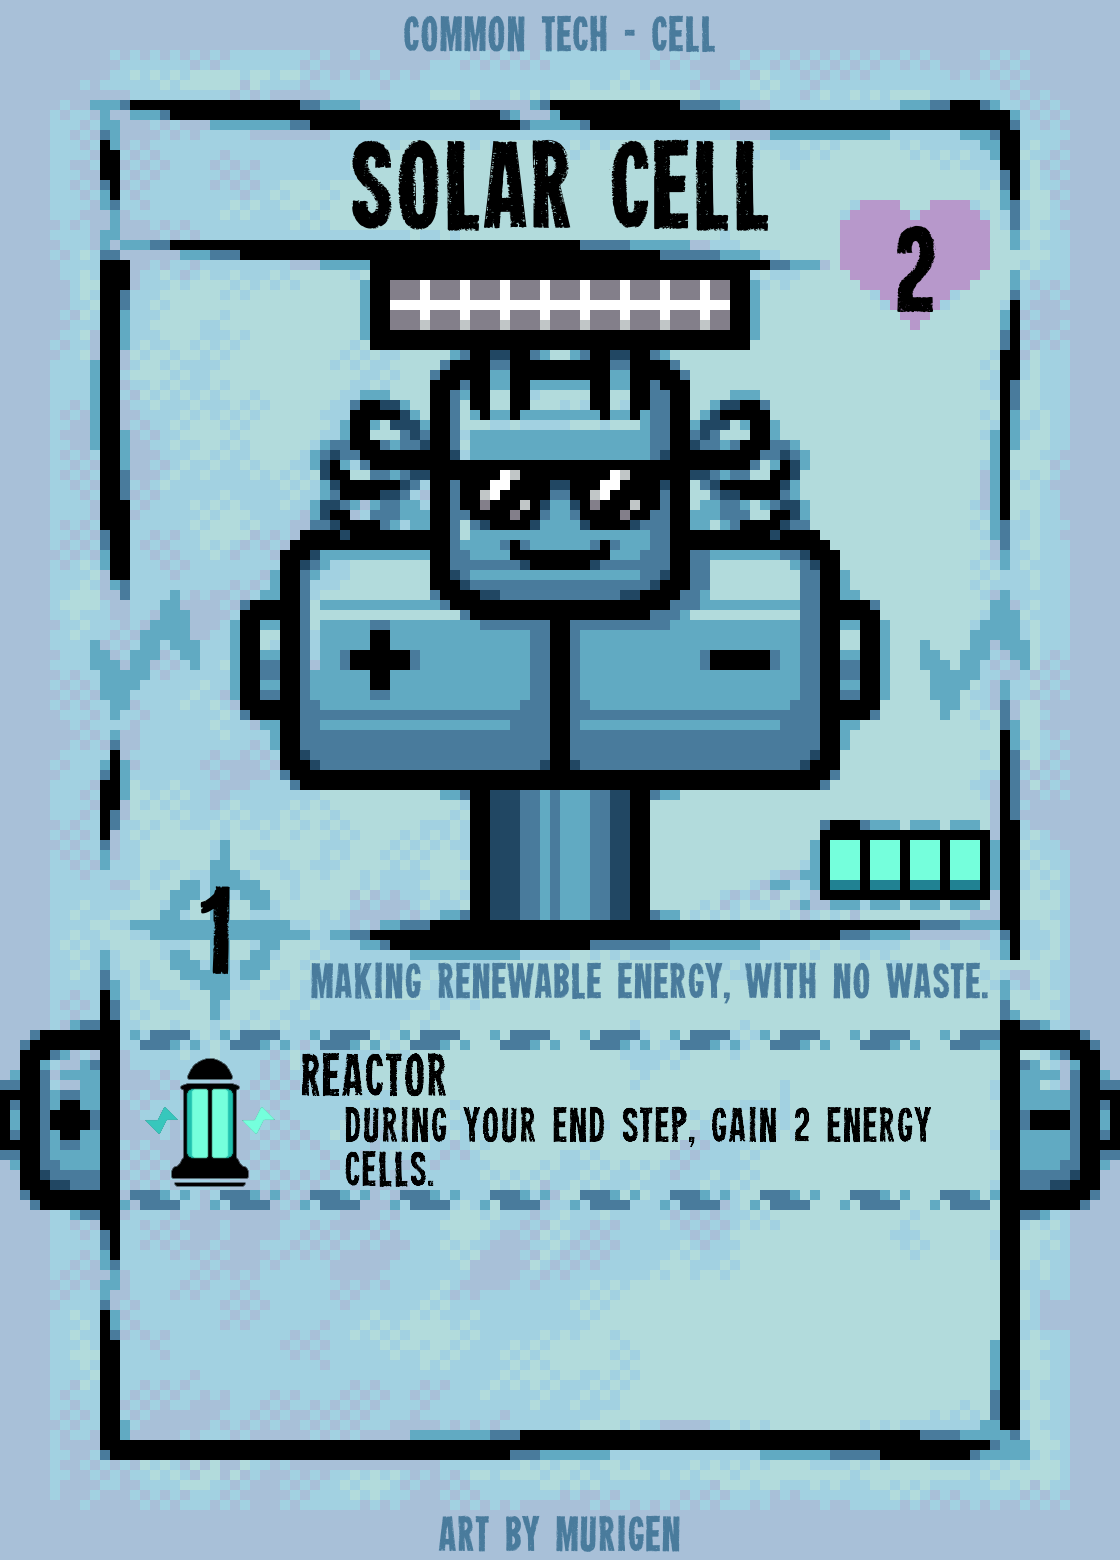 COMMON TECH - CELL
SOLAR CELL
2
+ -
1
MAKING RENEWABLE ENERGY, WITH NO WASTE.
REACTOR
DURING YOUR END STEP, GAIN 2 ENERGY
CELLS.
+ -
ART BY MURIGEN